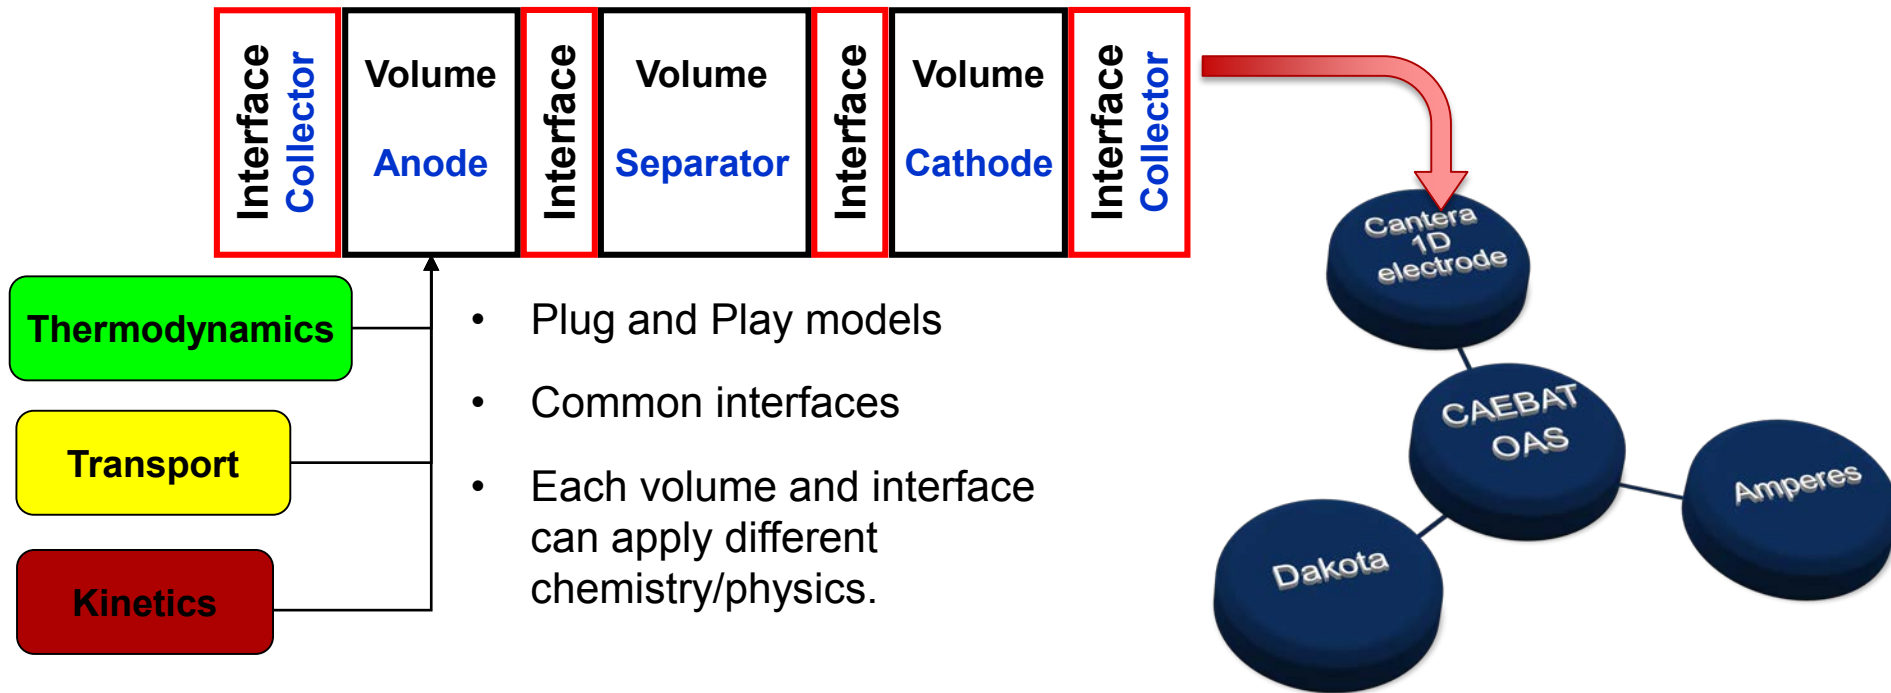 Interface
Collector
Volume
Anode
Interface
Volume
Separator
Interface
Volume
Cathode
Interface
Collector
Thermodynamics
Transport
Kinetics
• Plug and Play models
• Common interfaces
• Each volume and interface
can apply different
chemistry/physics.
Cantera
1D
electrode
CAEBAT
OAS
Amperes
Dakota